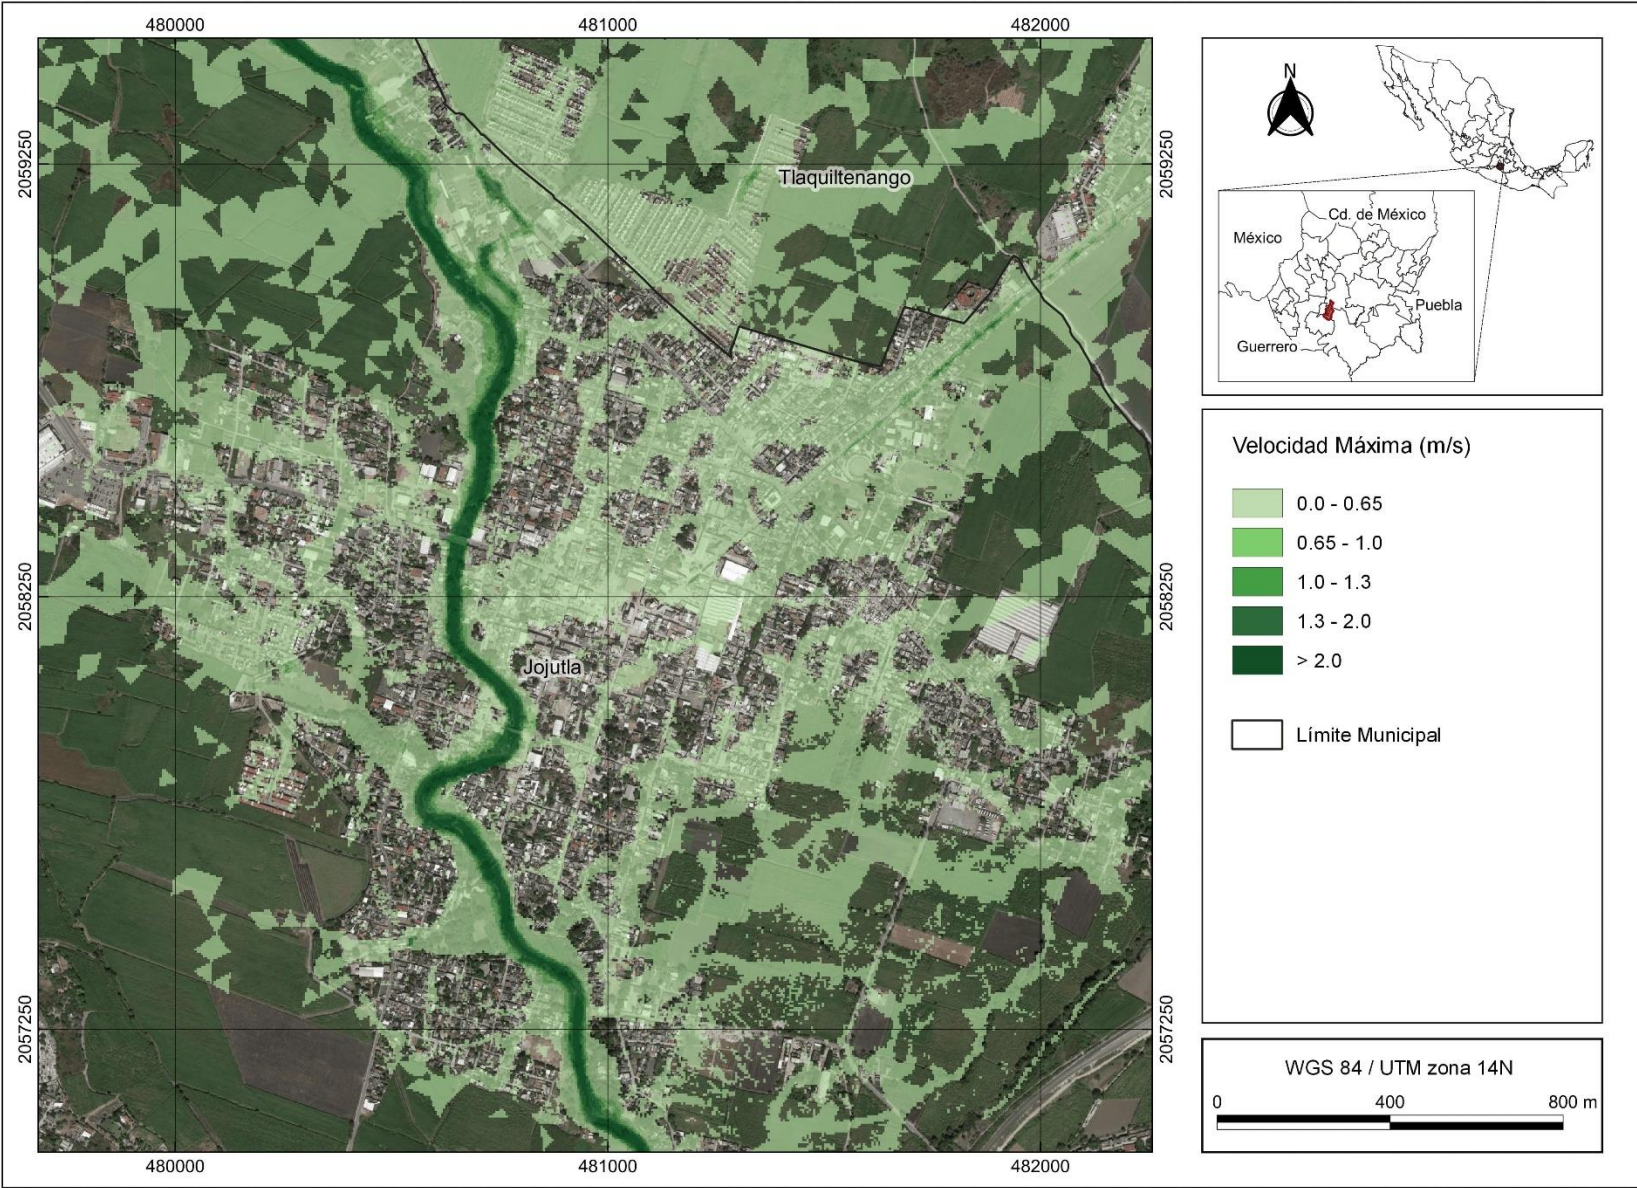 480000
481000
482000
2059250
2059250
Tlaquiltenango
2058250
2058250
Jojutla
2057250
2057250
480000
481000
482000
N
Cd. de México
México
Puebla
Guerrero
Velocidad Máxima (m/s)
0.0 - 0.65
0.65 - 1.0
1.0 - 1.3
1.3 - 2.0
> 2.0
Límite Municipal
WGS 84 / UTM zona 14N
0 400 800 m